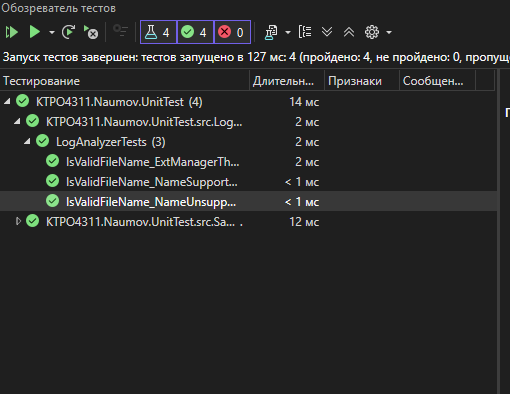 Обозреватель тестов
4 4 0
Запуск тестов завершен: тестов запущено в 127 мс: 4 (пройдено: 4, не пройдено: 0, пропущ
Тестирование Длительн... Признаки Сообщен...
KTPO4311.Naumov.UnitTest (4) 14 мс
KTPO4311.Naumov.UnitTest.src.Log... 2 мс
LogAnalyzerTests (3) 2 мс
IsValidFileName_ExtManagerTh... 2 мс
IsValidFileName_NameSupport... < 1 мс
IsValidFileName_NameUnsupp... < 1 мс
KTPO4311.Naumov.UnitTest.src.Sa... . 12 мс